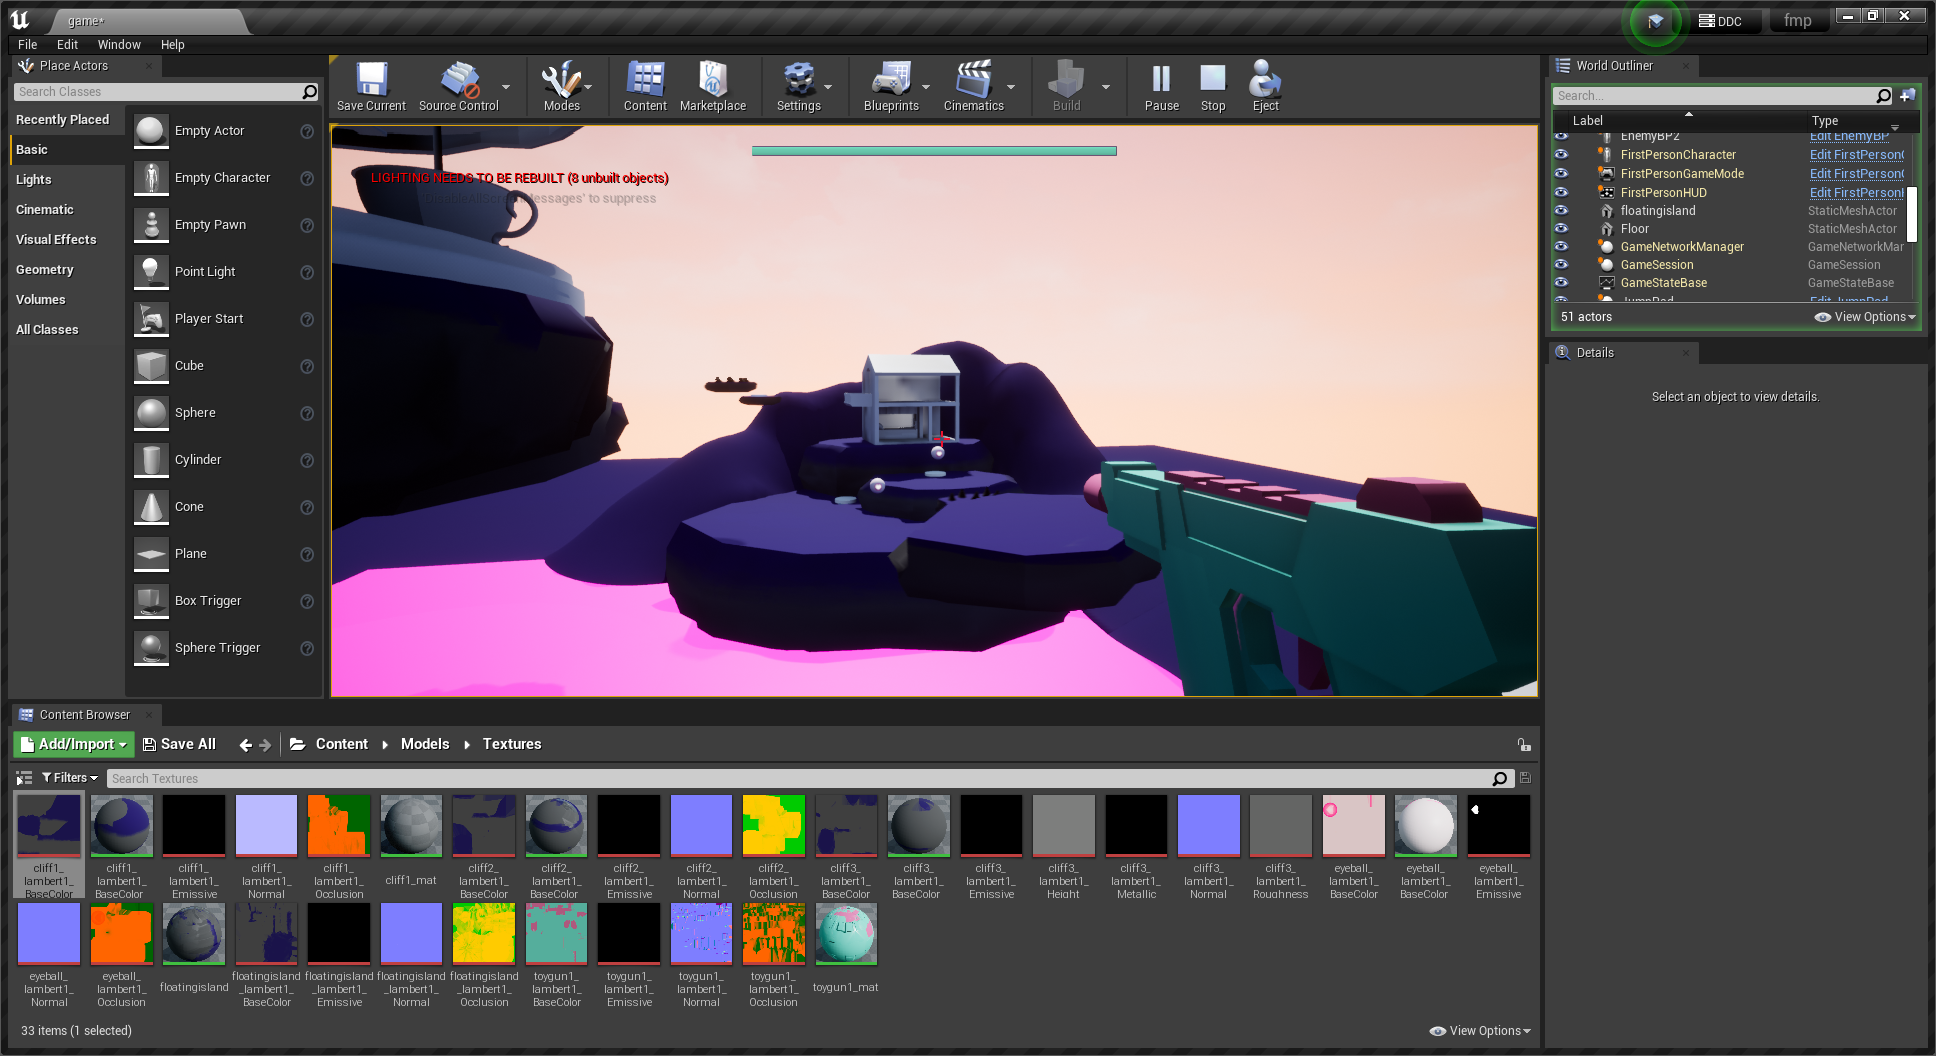 game*
DDC
fmp
File Edit Window Help
Place Actors
Search Classes
Recently Placed
Basic
Lights
Cinematic
Visual Effects
Geometry
Volumes
All Classes
Empty Actor
Empty Character
Empty Pawn
Point Light
Player Start
Cube
Sphere
Cylinder
Cone
Plane
Box Trigger
Sphere Trigger
Save Current Source Control Modes Content Marketplace Settings Blueprints Cinematics Build Pause Stop Eject
LIGHTING NEEDS TO BE REBUILT (8 unbuilt objects)
to suppress
World Outliner
Search...
Label Type
EnemyBP2 Edit EnemyBP
FirstPersonCharacter Edit FirstPerson
FirstPersonGameMode Edit FirstPerson
FirstPersonHUD Edit FirstPerson
floatingisland StaticMeshActor
Floor StaticMeshActor
GameNetworkManager GameNetworkMar
GameSession GameSession
GameStateBase GameStateBase
JumpPad Edit JumpPad
51 actors View Options
Details
Select an object to view details.
Content Browser
Add/Import Save All Content Models Textures
Filters Search Textures
cliff1_lambert1_BaseColor
cliff1_lambert1_BaseColor
cliff1_lambert1_Emissive
cliff1_lambert1_Normal
cliff1_lambert1_Occlusion
cliff1_mat
cliff2_lambert1_BaseColor
cliff2_lambert1_BaseColor
cliff2_lambert1_Emissive
cliff2_lambert1_Normal
cliff2_lambert1_Occlusion
cliff3_lambert1_BaseColor
cliff3_lambert1_BaseColor
cliff3_lambert1_Emissive
cliff3_lambert1_Height
cliff3_lambert1_Metallic
cliff3_lambert1_Normal
cliff3_lambert1_Roughness
eyeball_lambert1_BaseColor
eyeball_lambert1_BaseColor
eyeball_lambert1_Emissive
eyeball_lambert1_Normal
eyeball_lambert1_Occlusion
floatingisland
floatingisland_lambert1_BaseColor
floatingisland_lambert1_Emissive
floatingisland_lambert1_Normal
floatingisland_lambert1_Occlusion
toygun1_lambert1_BaseColor
toygun1_lambert1_Emissive
toygun1_lambert1_Normal
toygun1_lambert1_Occlusion
toygun1_mat
33 items (1 selected) View Options